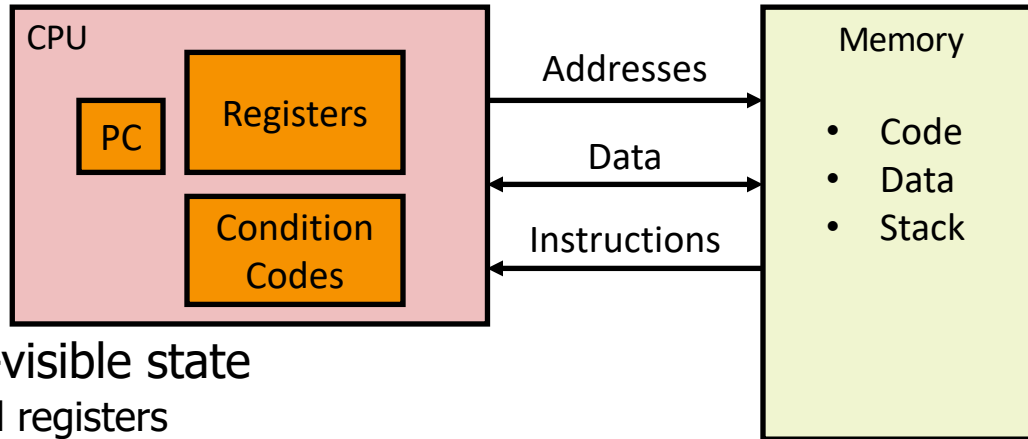 CPU
PC
Registers
Condition
Codes
Addresses
Data
Instructions
Memory
• Code
• Data
• Stack
visible state
registers